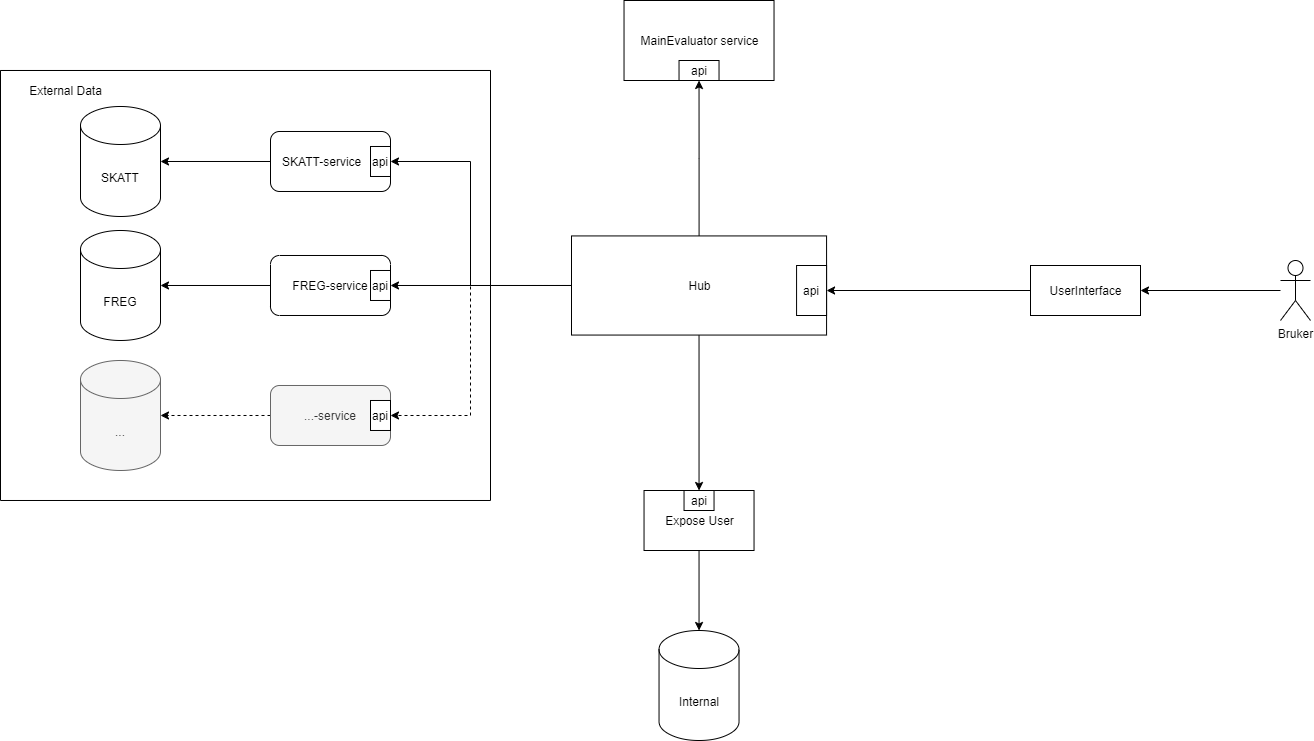 MainEvaluator service
api
External Data
SKATT
SKATT-service
api
FREG
FREG-service
api
Hub
api
UserInterface
Bruker
...
...-service
api
api
Expose User
Internal